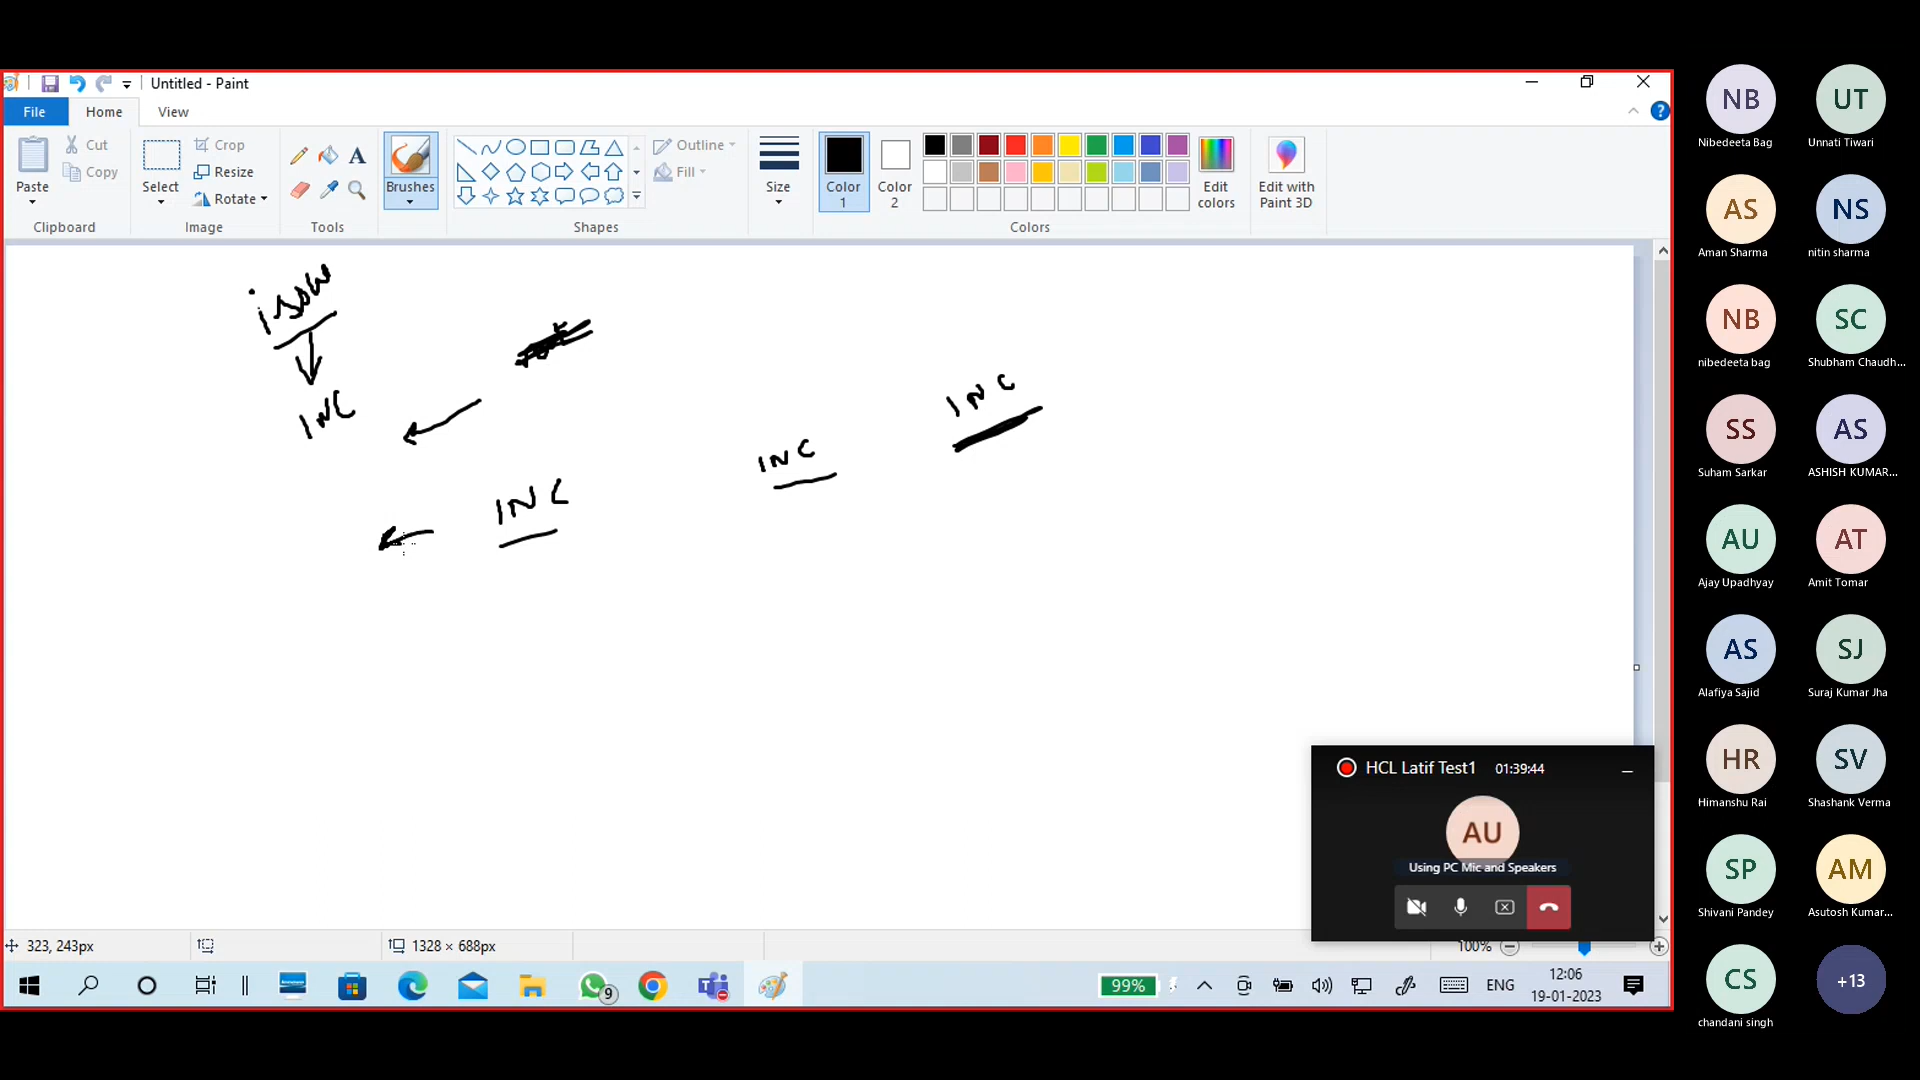 Untitled - Paint
File Home View
Paste
Cut
Copy
Clipboard
Select
Crop
Resize
Rotate
Image
Tools
Brushes
Shapes
Outline
Fill
Size
Color 1
Color 2
Edit colors
Edit with Paint 3D
Colors
INC
INC
INC
INC
HCL Latif Test1 01:39:44
AU
Using PC Mic and Speakers
323, 243px
1328 × 688px
100%
9
99%
ENG
12:06
19-01-2023
NB UT
Nibedeeta Bag Unnati Tiwari
AS NS
Aman Sharma nitin sharma
NB SC
nibedeeta bag Shubham Chaudh...
SS AS
Suham Sarkar ASHISH KUMAR...
AU AT
Ajay Upadhyay Amit Tomar
AS SJ
Alafiya Sajid Suraj Kumar Jha
HR SV
Himanshu Rai Shashank Verma
SP AM
Shivani Pandey Asutosh Kumar...
CS +13
chandani singh